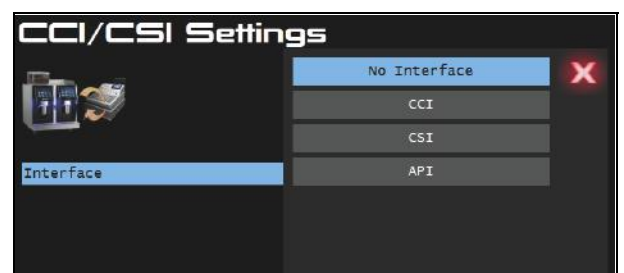 CCI/CSI Settings
No Interface
X
CCI
CSI
Interface
API